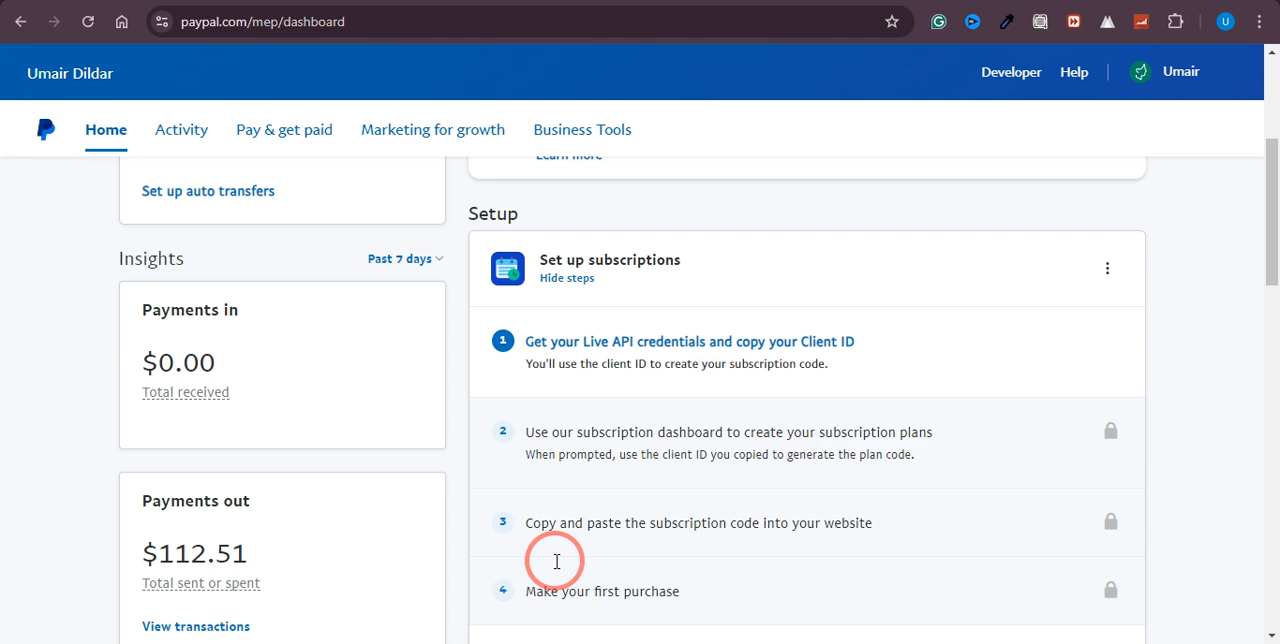 paypal.com/mep/dashboard
U
Umair Dildar
Developer
Help
Umair
Home
Activity
Pay & get paid
Marketing for growth
Business Tools
Learn more
Set up auto transfers
Insights
Past 7 days
Payments in
$0.00
Total received
Payments out
$112.51
Total sent or spent
View transactions
Setup
Set up subscriptions
Hide steps
1
Get your Live API credentials and copy your Client ID
You'll use the client ID to create your subscription code.
2
Use our subscription dashboard to create your subscription plans
When prompted, use the client ID you copied to generate the plan code.
3
Copy and paste the subscription code into your website
4
Make your first purchase